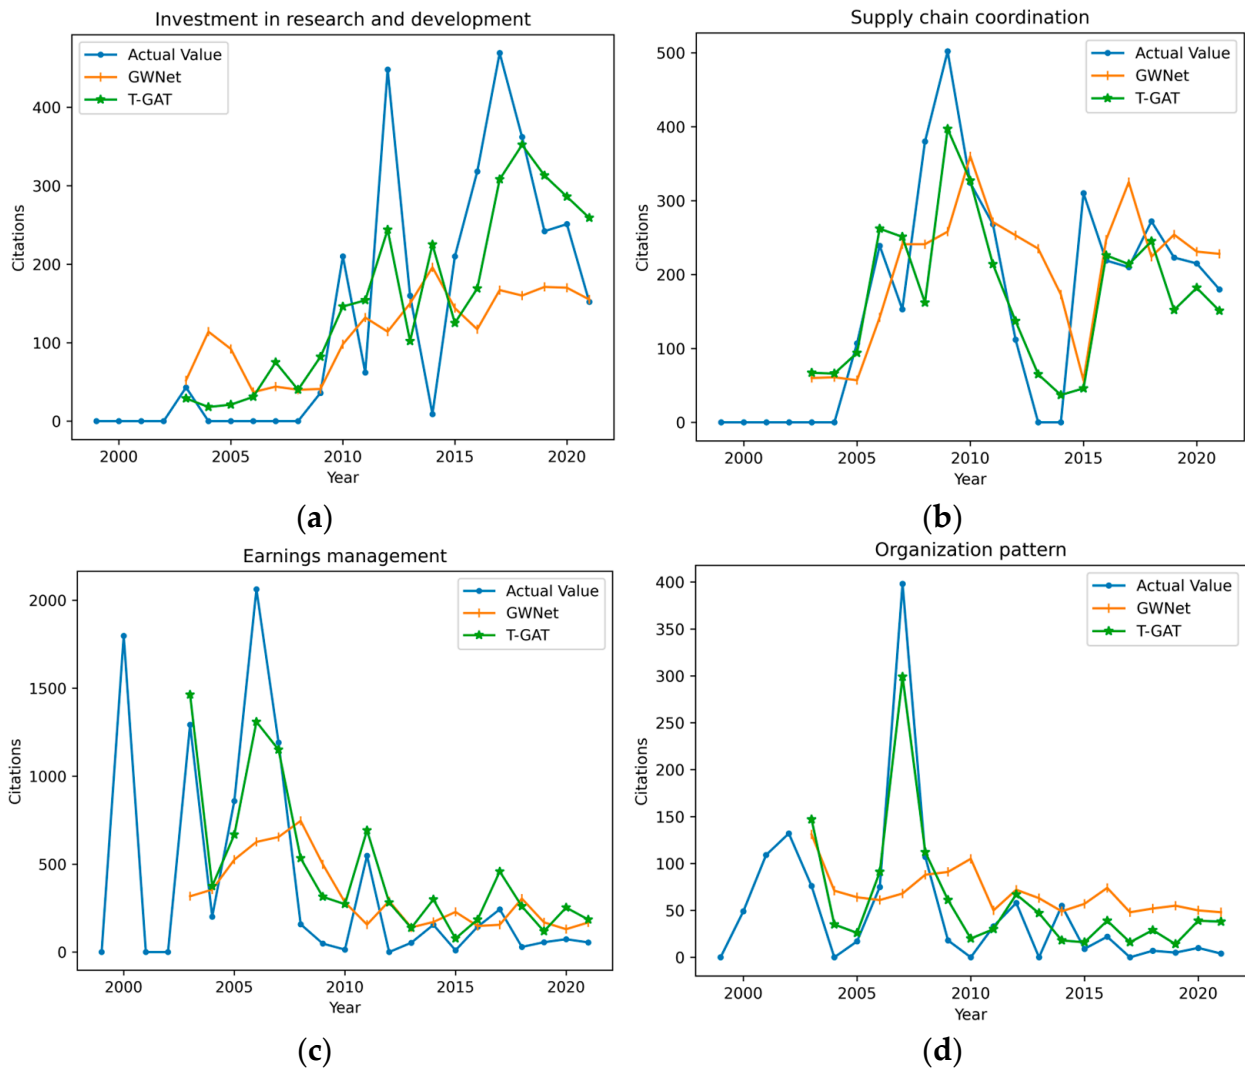 Investment in research and development
Actual Value
GWNet
T-GAT
400
300
200
100
0
Citations
2000
2005
2010
2015
2020
Year
(a)
Supply chain coordination
Actual Value
GWNet
T-GAT
500
400
300
200
100
0
Citations
2000
2005
2010
2015
2020
Year
(b)
Earnings management
Actual Value
GWNet
T-GAT
2000
1500
1000
500
0
Citations
2000
2005
2010
2015
2020
Year
(c)
Organization pattern
Actual Value
GWNet
T-GAT
400
350
300
250
200
150
100
50
0
Citations
2000
2005
2010
2015
2020
Year
(d)